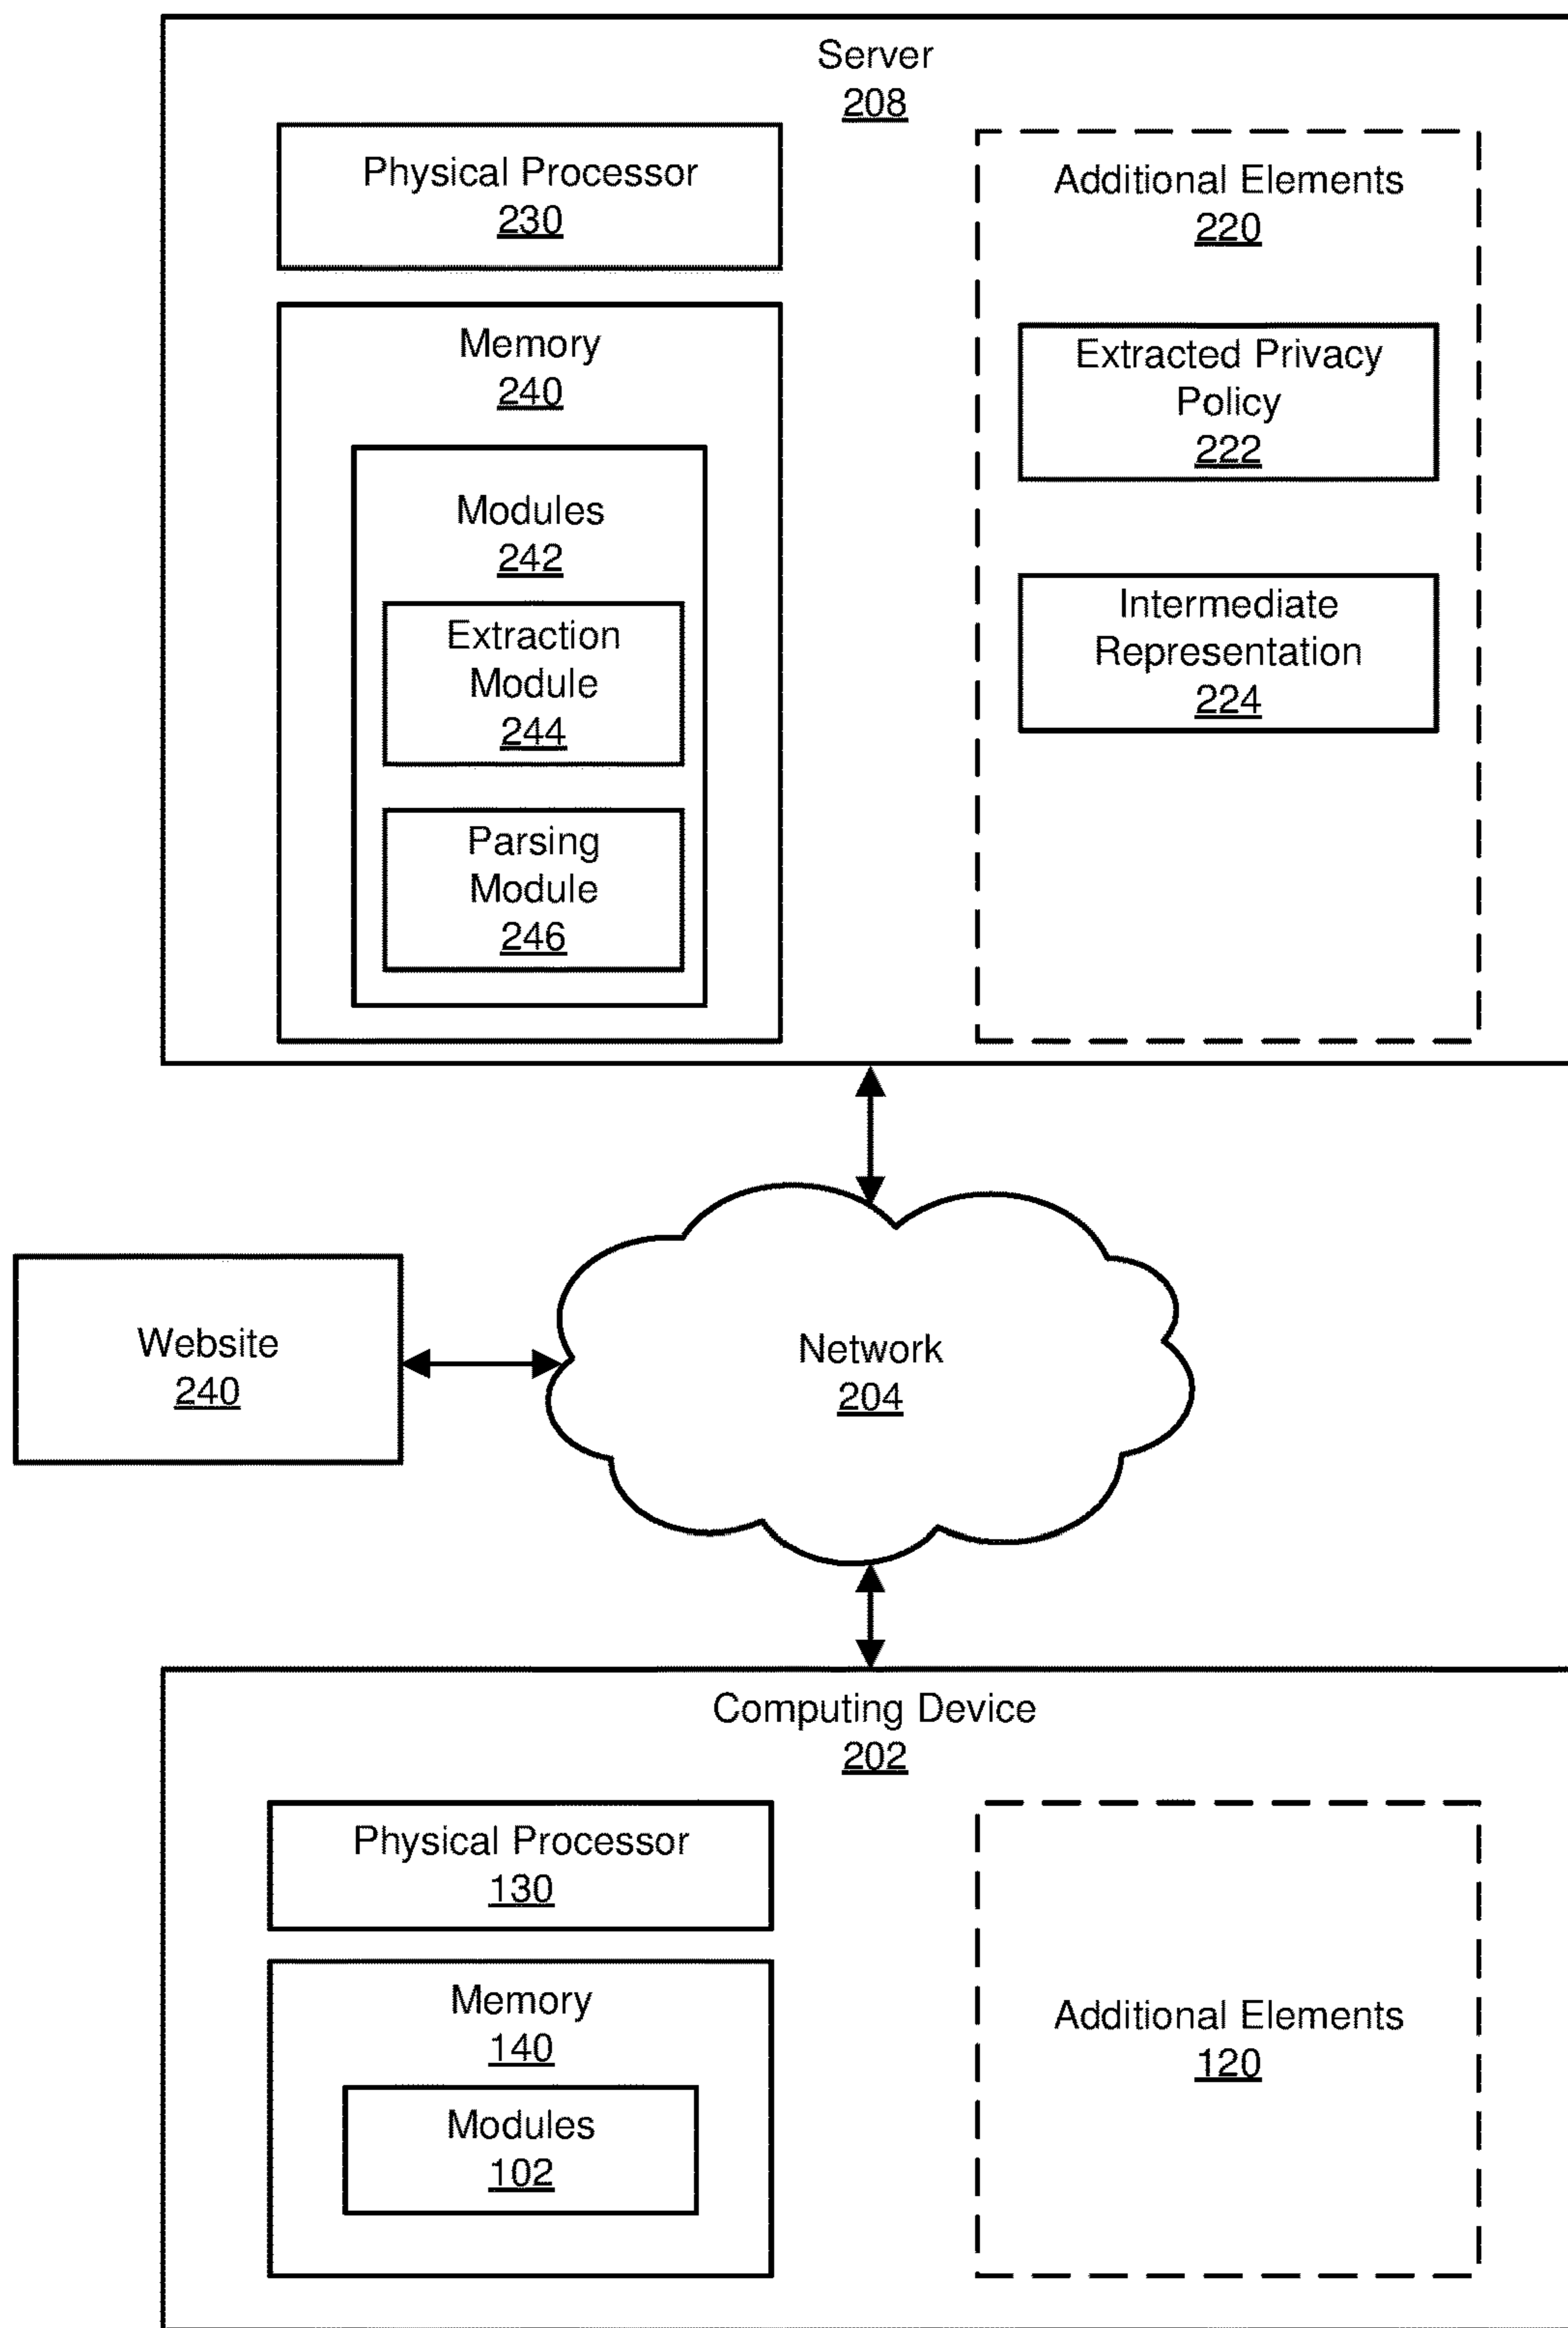 Server
208
Physical Processor
230
Memory
240
Modules
242
Extraction
Module
244
Parsing
Module
246
Additional Elements
220
Extracted Privacy
Policy
222
Intermediate
Representation
224
Website
240
Network
204
Computing Device
202
Physical Processor
130
Memory
140
Modules
102
Additional Elements
120